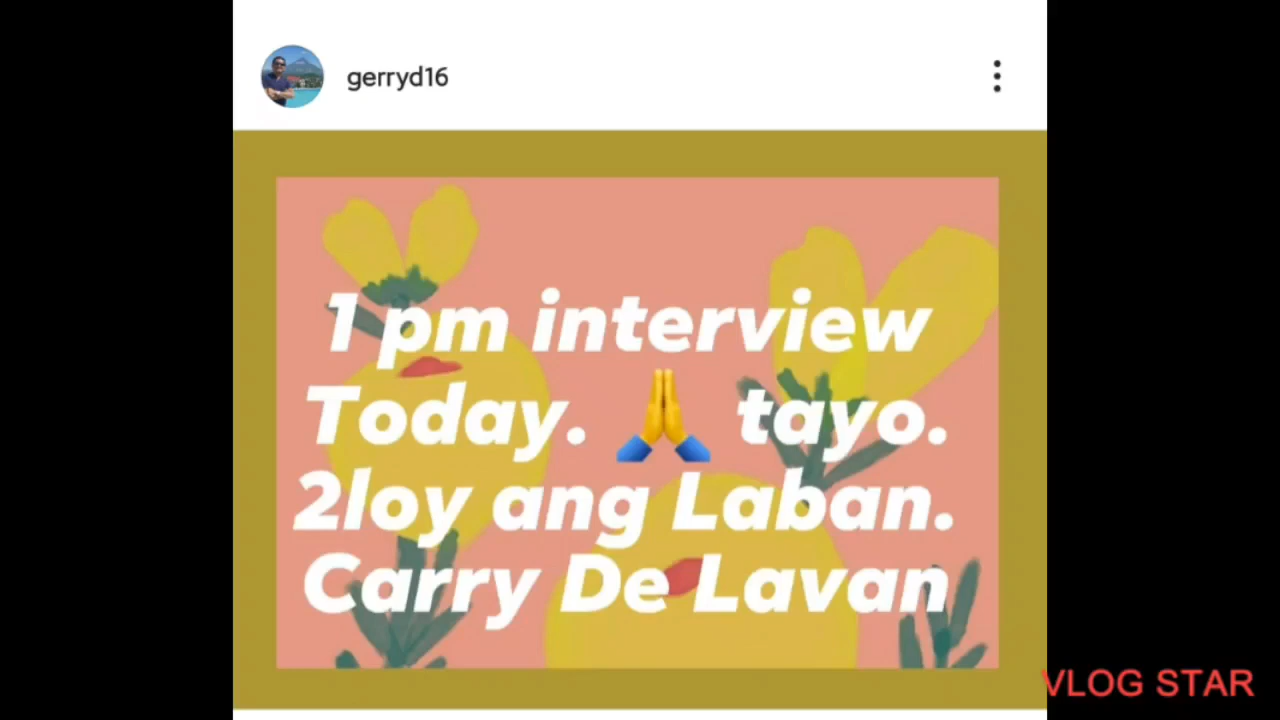 gerryd16
1 pm interview
Today. 🙏 tayo.
2loy ang Laban.
Carry De Lavan
VLOG STAR